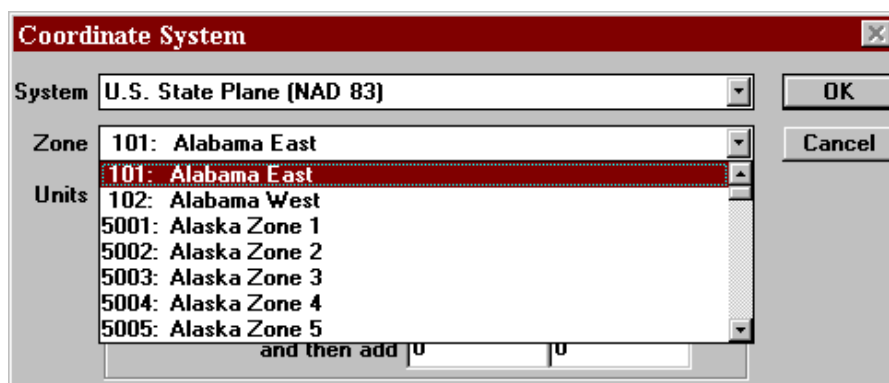 Coordinate System
System U.S. State Plane (NAD 83) OK
Zone 101: Alabama East Cancel
101: Alabama East
Units 102: Alabama West
5001: Alaska Zone 1
5002: Alaska Zone 2
5003: Alaska Zone 3
5004: Alaska Zone 4
5005: Alaska Zone 5
and then add 0 0